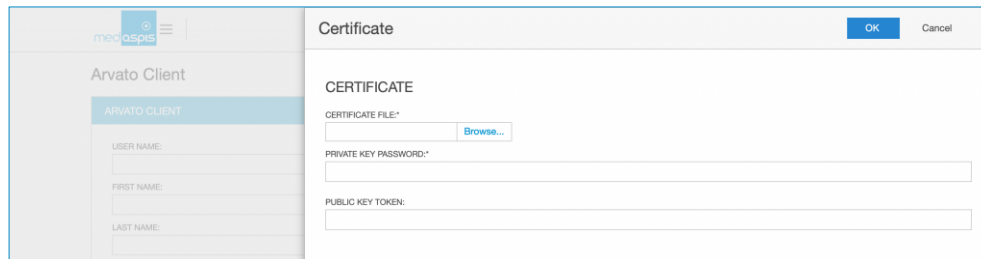 medaspis
Arvato Client
ARVATO CLIENT
USER NAME:
FIRST NAME:
LAST NAME:
Certificate
OK
Cancel
CERTIFICATE
CERTIFICATE FILE:*
Browse...
PRIVATE KEY PASSWORD:*
PUBLIC KEY TOKEN: